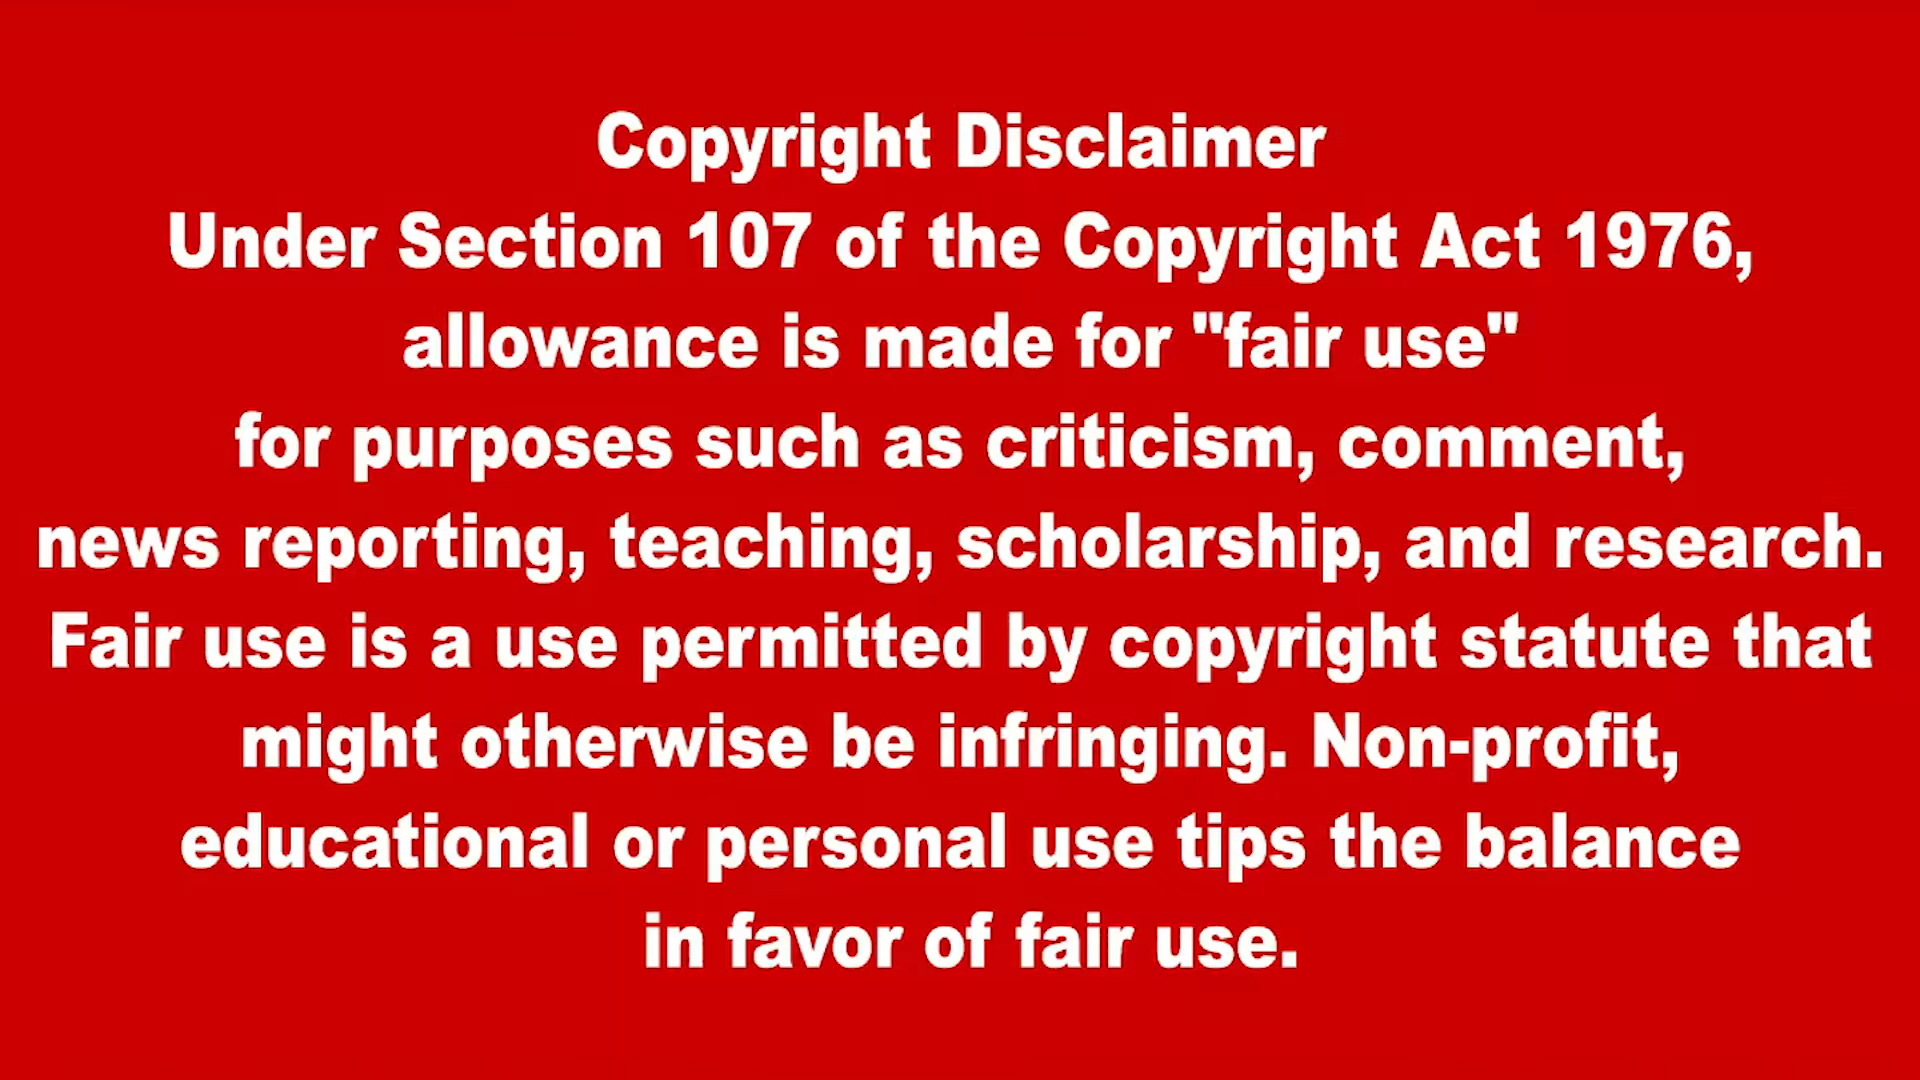 Copyright Disclaimer
Under Section 107 of the Copyright Act 1976,
allowance is made for "fair use"
for purposes such as criticism, comment,
news reporting, teaching, scholarship, and research.
Fair use is a use permitted by copyright statute that
might otherwise be infringing. Non-profit,
educational or personal use tips the balance
in favor of fair use.